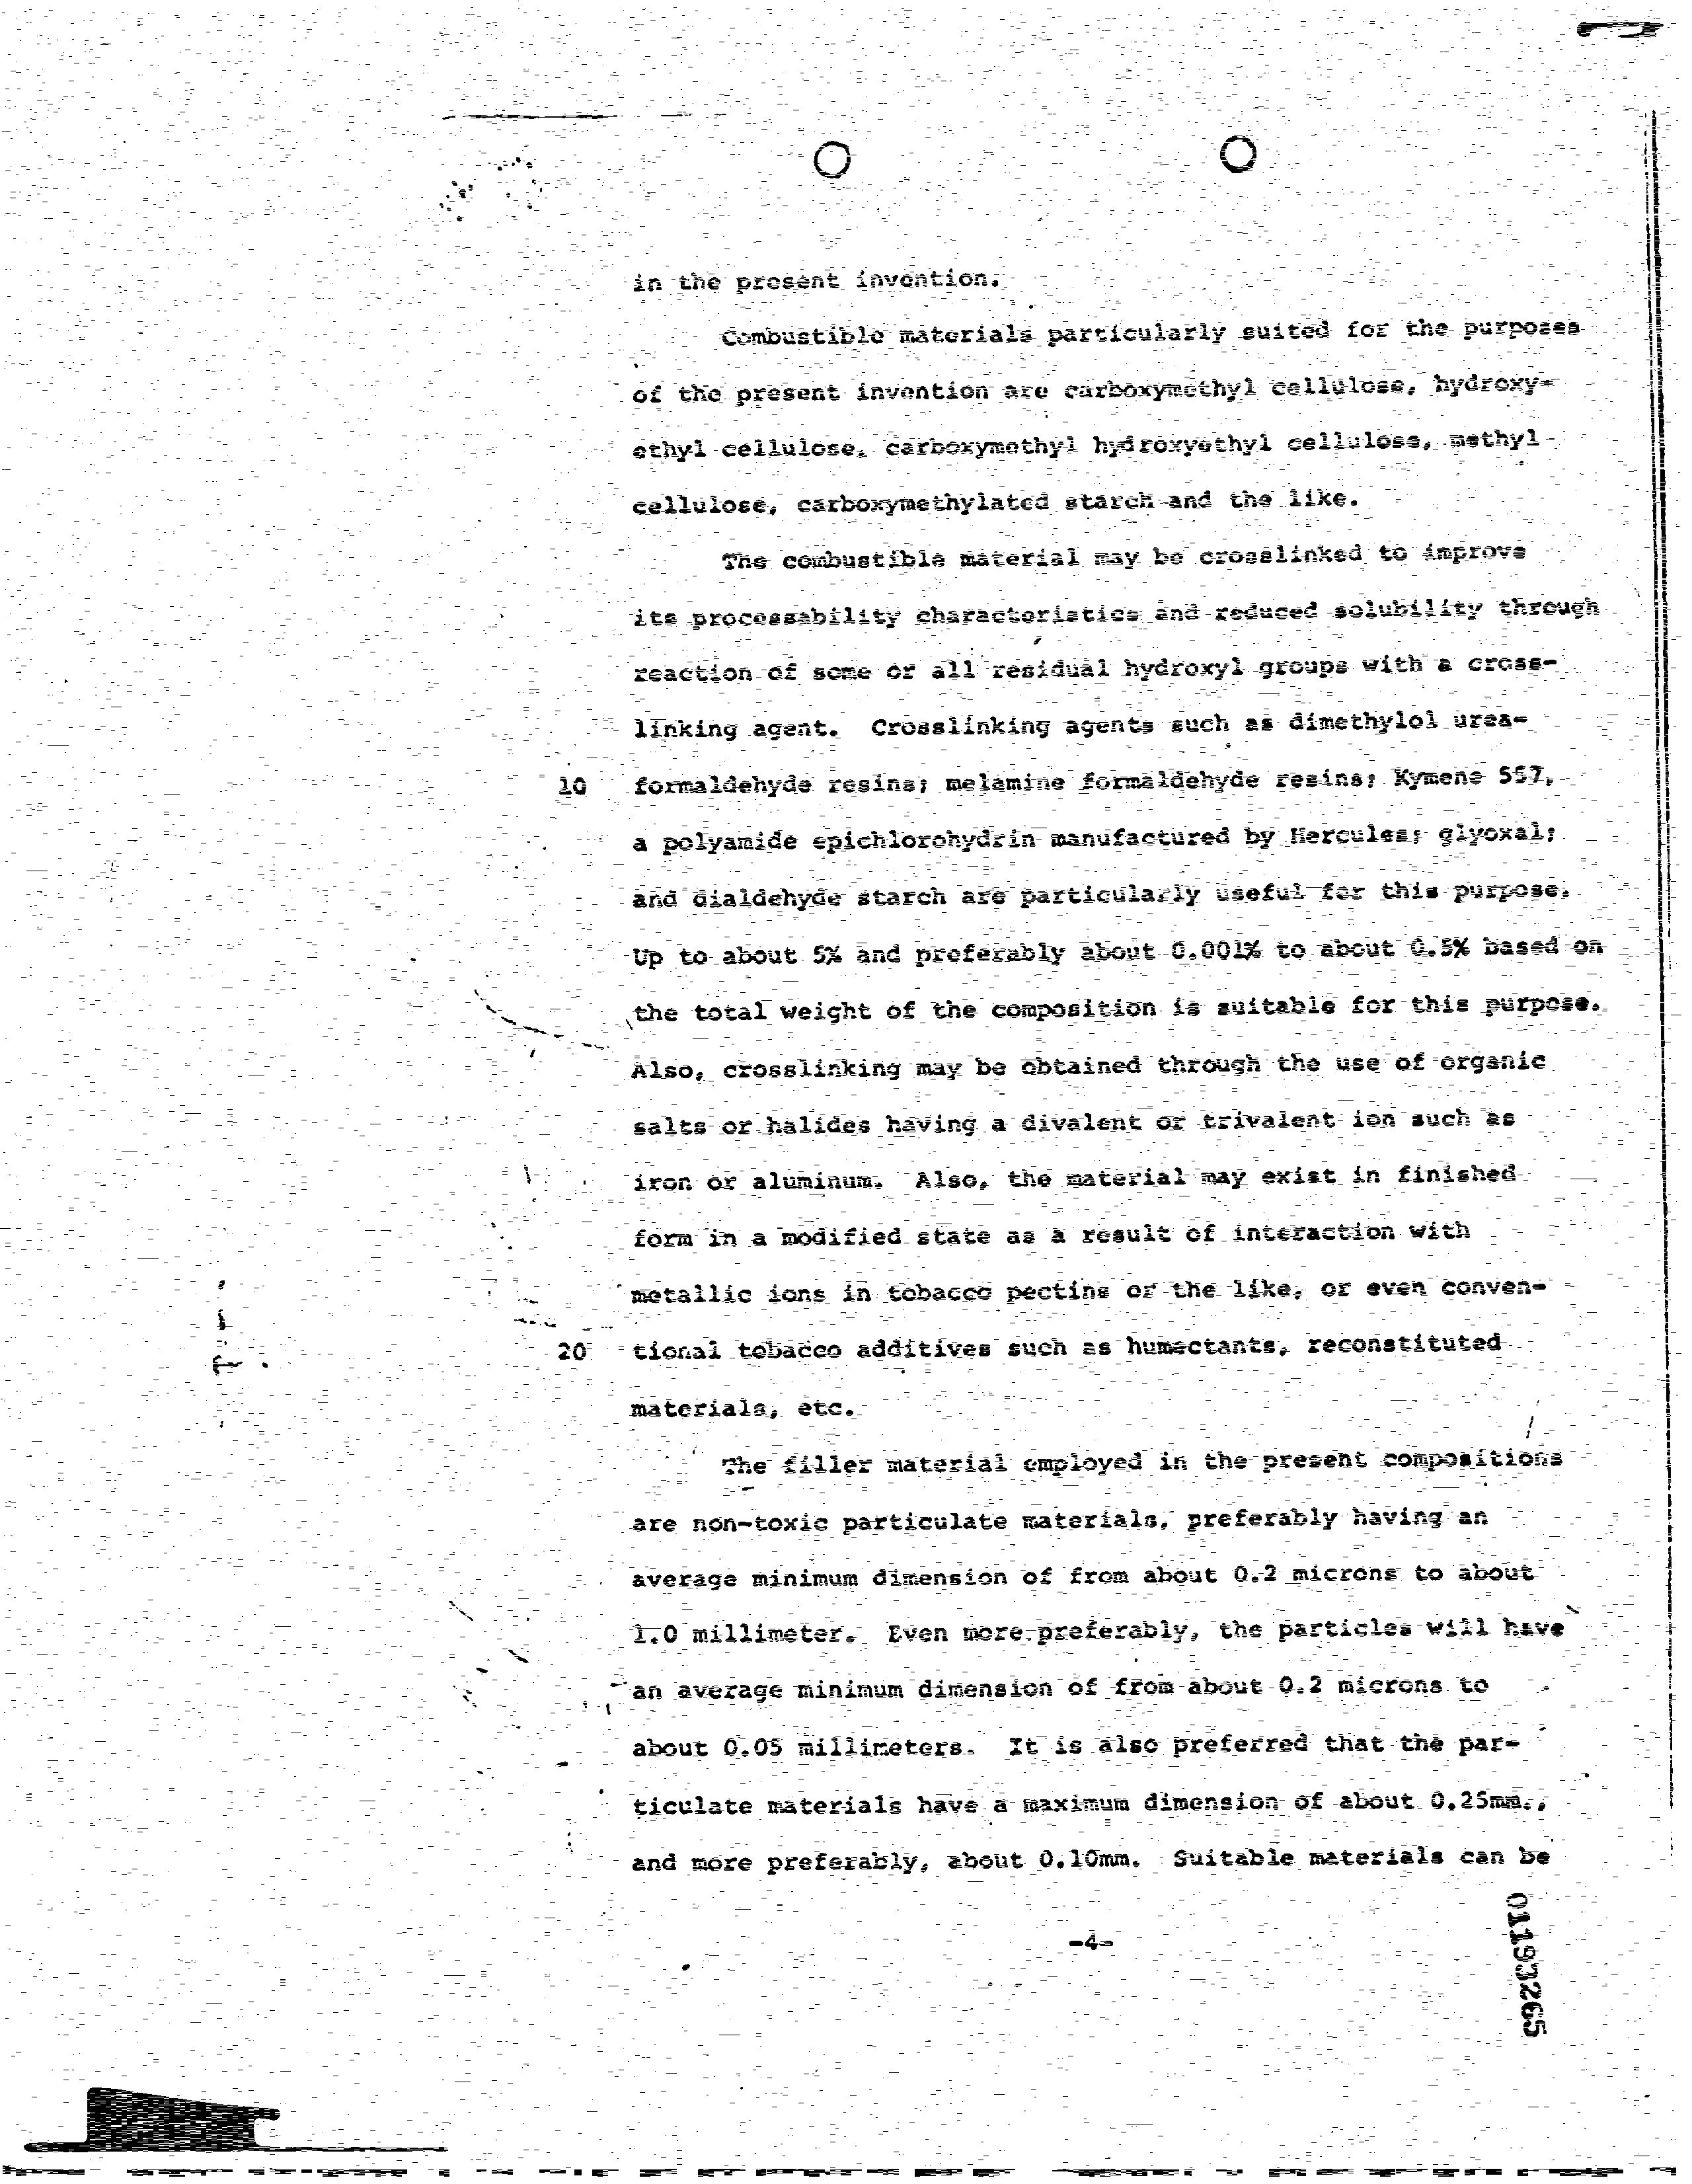 in the present invention.
Combustible materials particularly suited for the purposes
of the present invention are carboxymethyl cellulose, hydroxy-
ethyl cellulose, carboxymethyl hydroxyethyl cellulose, methyl
cellulose, carboxymethylated starch and the like.
The combustible material may be crosslinked to improve
its processability characteristics and reduced solubility through
reaction of some or all residual hydroxyl groups with a cross-
linking agent. Crosslinking agents such as dimethylol urea-
10 formaldehyde resins; melamine formaldehyde resins; Kymene 557,
a polyamide epichlorohydrin manufactured by Hercules; glyoxal;
and dialdehyde starch are particularly useful for this purpose.
Up to about 5% and preferably about 0.001% to about 0.5% based on
the total weight of the composition is suitable for this purpose.
Also, crosslinking may be obtained through the use of organic
salts or halides having a divalent or trivalent ion such as
iron or aluminum. Also, the material may exist in finished
form in a modified state as a result of interaction with
metallic ions in tobacco pectins or the like, or even conven-
20 tional tobacco additives such as humectants, reconstituted
materials, etc.
The filler material employed in the present compositions
are non-toxic particulate materials, preferably having an
average minimum dimension of from about 0.2 microns to about
1.0 millimeter. Even more preferably, the particles will have
an average minimum dimension of from about 0.2 microns to
about 0.05 millimeters. It is also preferred that the par-
ticulate materials have a maximum dimension of about 0.25mm.,
and more preferably, about 0.10mm. Suitable materials can be
-4-
01193265